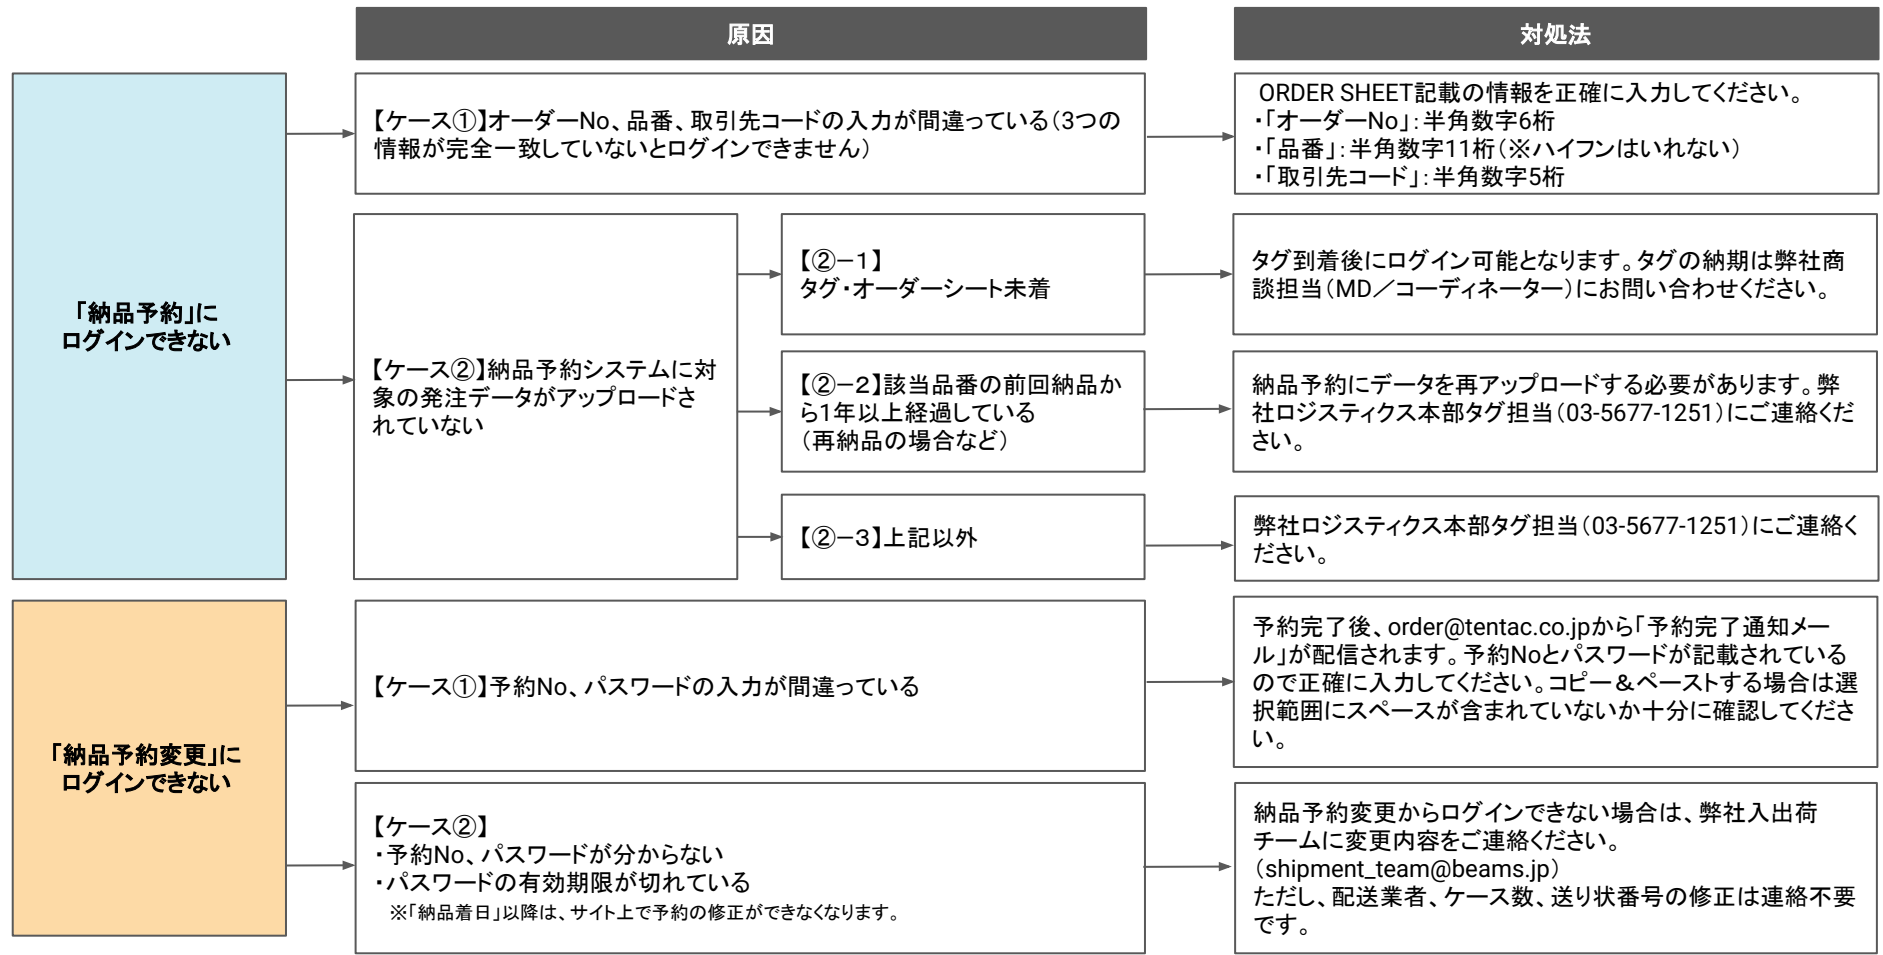 原因
対処法
「納品予約」に
ログインできない
【ケース①】オーダーNo、品番、取引先コードの入力が間違っている（3つの
情報が完全一致していないとログインできません）
ORDER SHEET記載の情報を正確に入力してください。
・「オーダーNo」：半角数字6桁
・「品番」：半角数字11桁（※ハイフンはいれない）
・「取引先コード」：半角数字5桁
【ケース②】納品予約システムに対
象の発注データがアップロードさ
れていない
【②－１】
タグ・オーダーシート未着
タグ到着後にログイン可能となります。タグの納期は弊社商
談担当（MD／コーディネーター）にお問い合わせください。
【②－２】該当品番の前回納品か
ら1年以上経過している
（再納品の場合など）
納品予約にデータを再アップロードする必要があります。弊
社ロジスティクス本部タグ担当（03-5677-1251）にご連絡くだ
さい。
【②－３】上記以外
弊社ロジスティクス本部タグ担当（03-5677-1251）にご連絡く
ださい。
「納品予約変更」に
ログインできない
【ケース①】予約No、パスワードの入力が間違っている
予約完了後、order@tentac.co.jpから「予約完了通知メー
ル」が配信されます。予約Noとパスワードが記載されている
ので正確に入力してください。コピー＆ペーストする場合は選
択範囲にスペースが含まれていないか十分に確認してくださ
い。
【ケース②】
・予約No、パスワードが分からない
・パスワードの有効期限が切れている
※「納品着日」以降は、サイト上で予約の修正ができなくなります。
納品予約変更からログインできない場合は、弊社入出荷
チームに変更内容をご連絡ください。
（shipment_team@beams.jp）
ただし、配送業者、ケース数、送り状番号の修正は連絡不要
です。